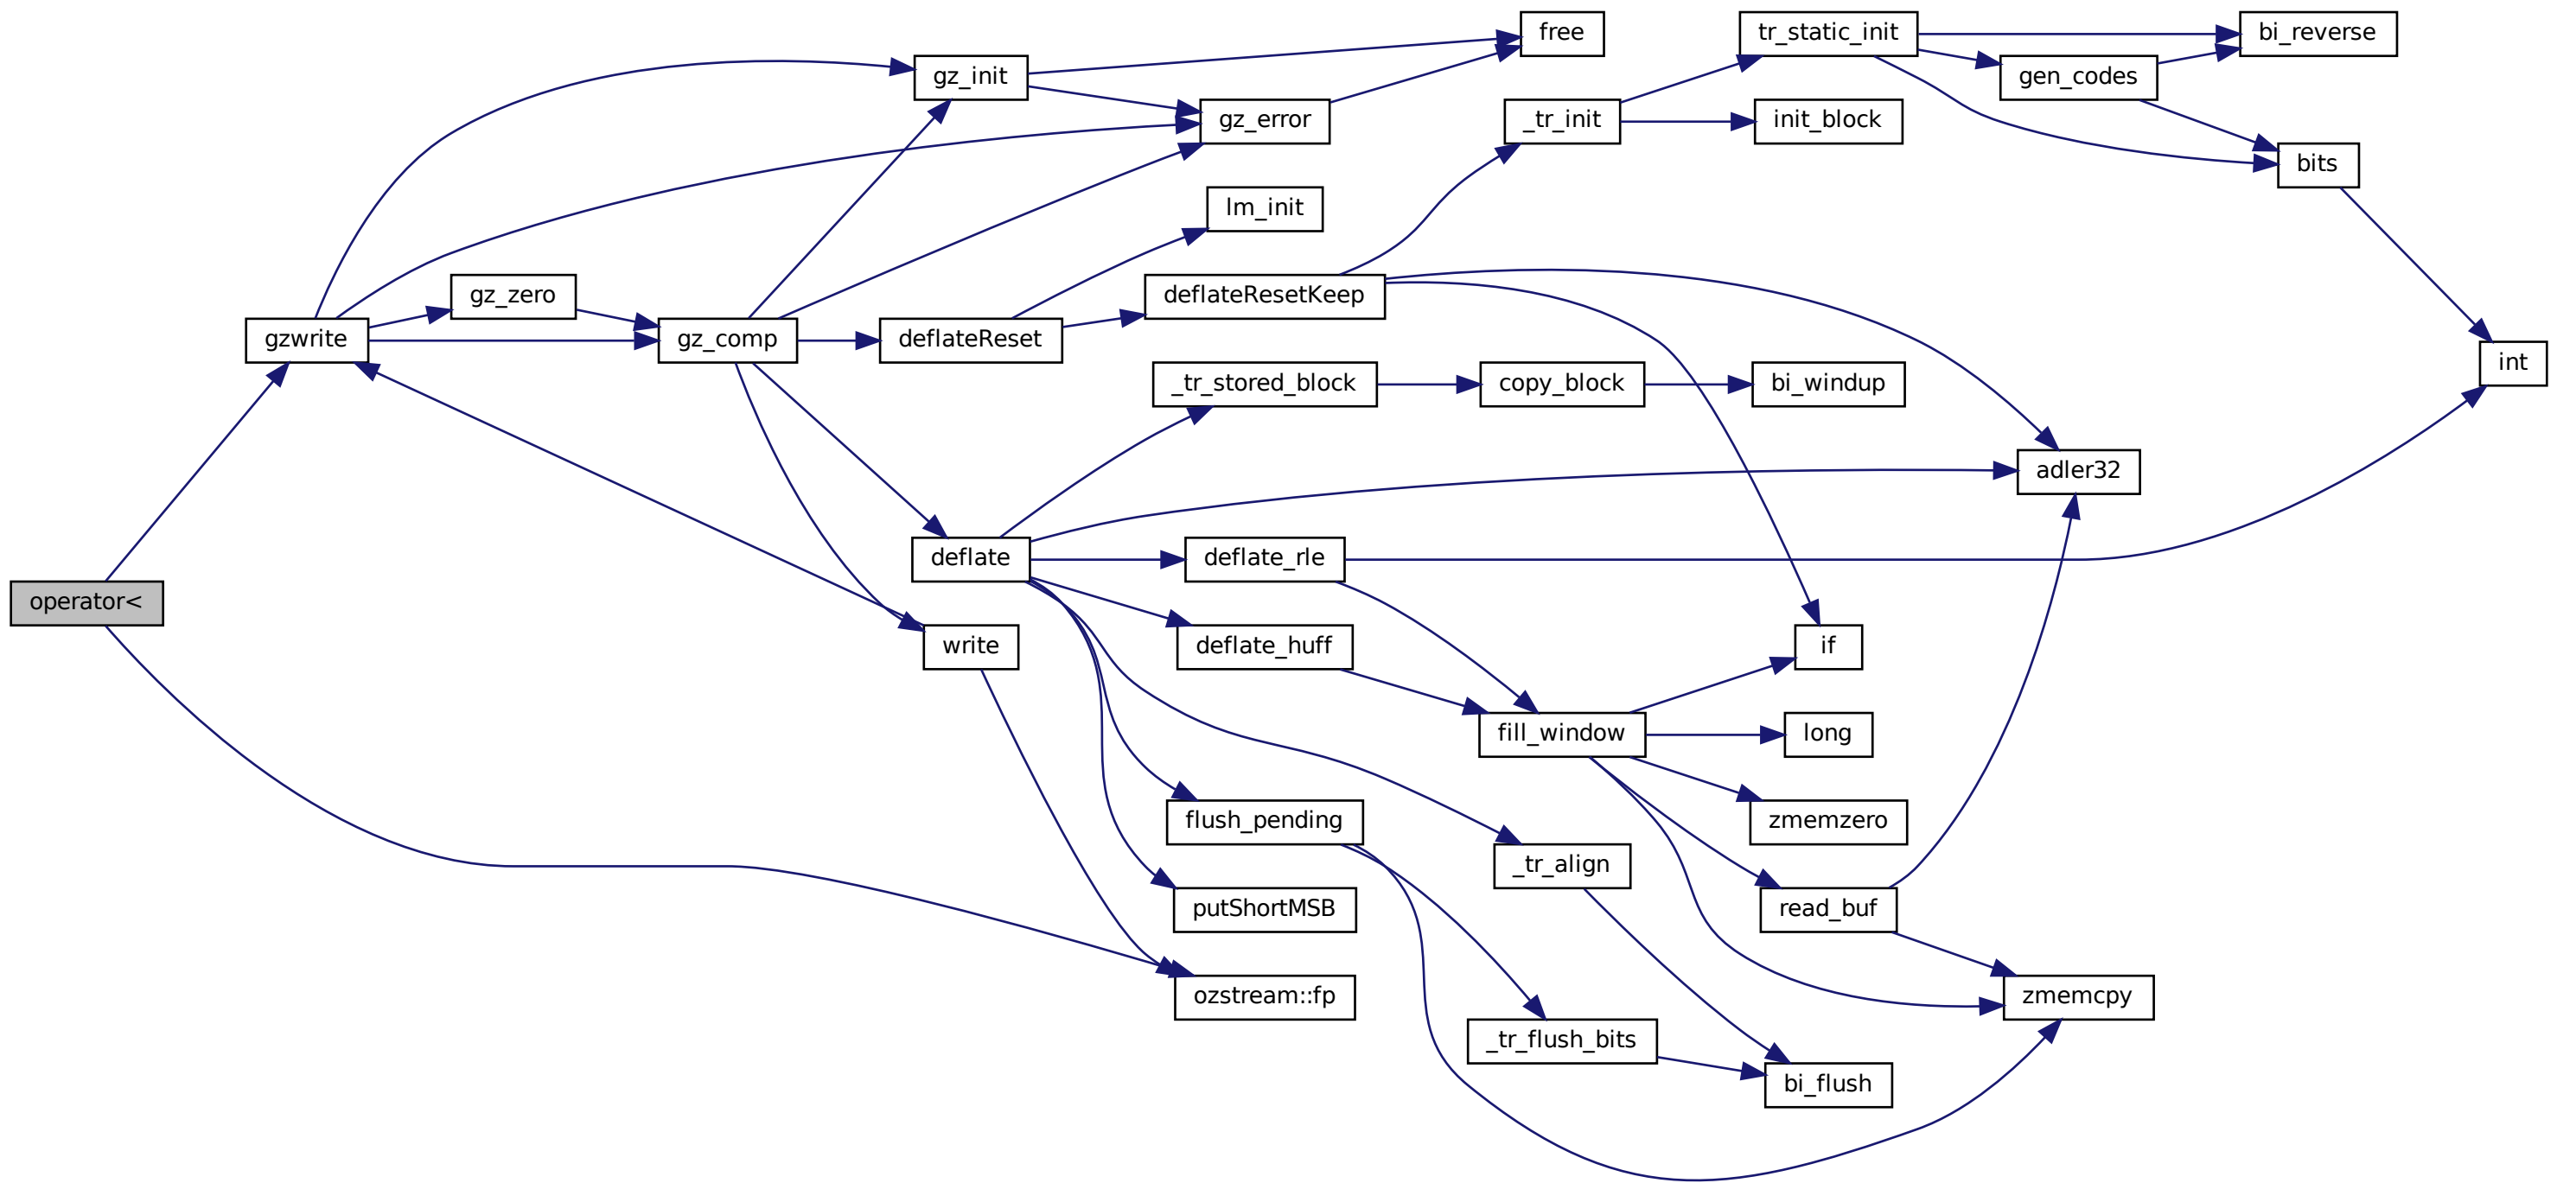 free
tr_static_init
bi_reverse
gz_init
gen_codes
gz_error
_tr_init
init_block
bits
lm_init
gz_zero
deflateResetKeep
gzwrite
gz_comp
deflateReset
int
_tr_stored_block
copy_block
bi_windup
adler32
deflate
deflate_rle
operator<
write
deflate_huff
if
fill_window
long
flush_pending
zmemzero
_tr_align
putShortMSB
read_buf
ozstream::fp
zmemcpy
_tr_flush_bits
bi_flush